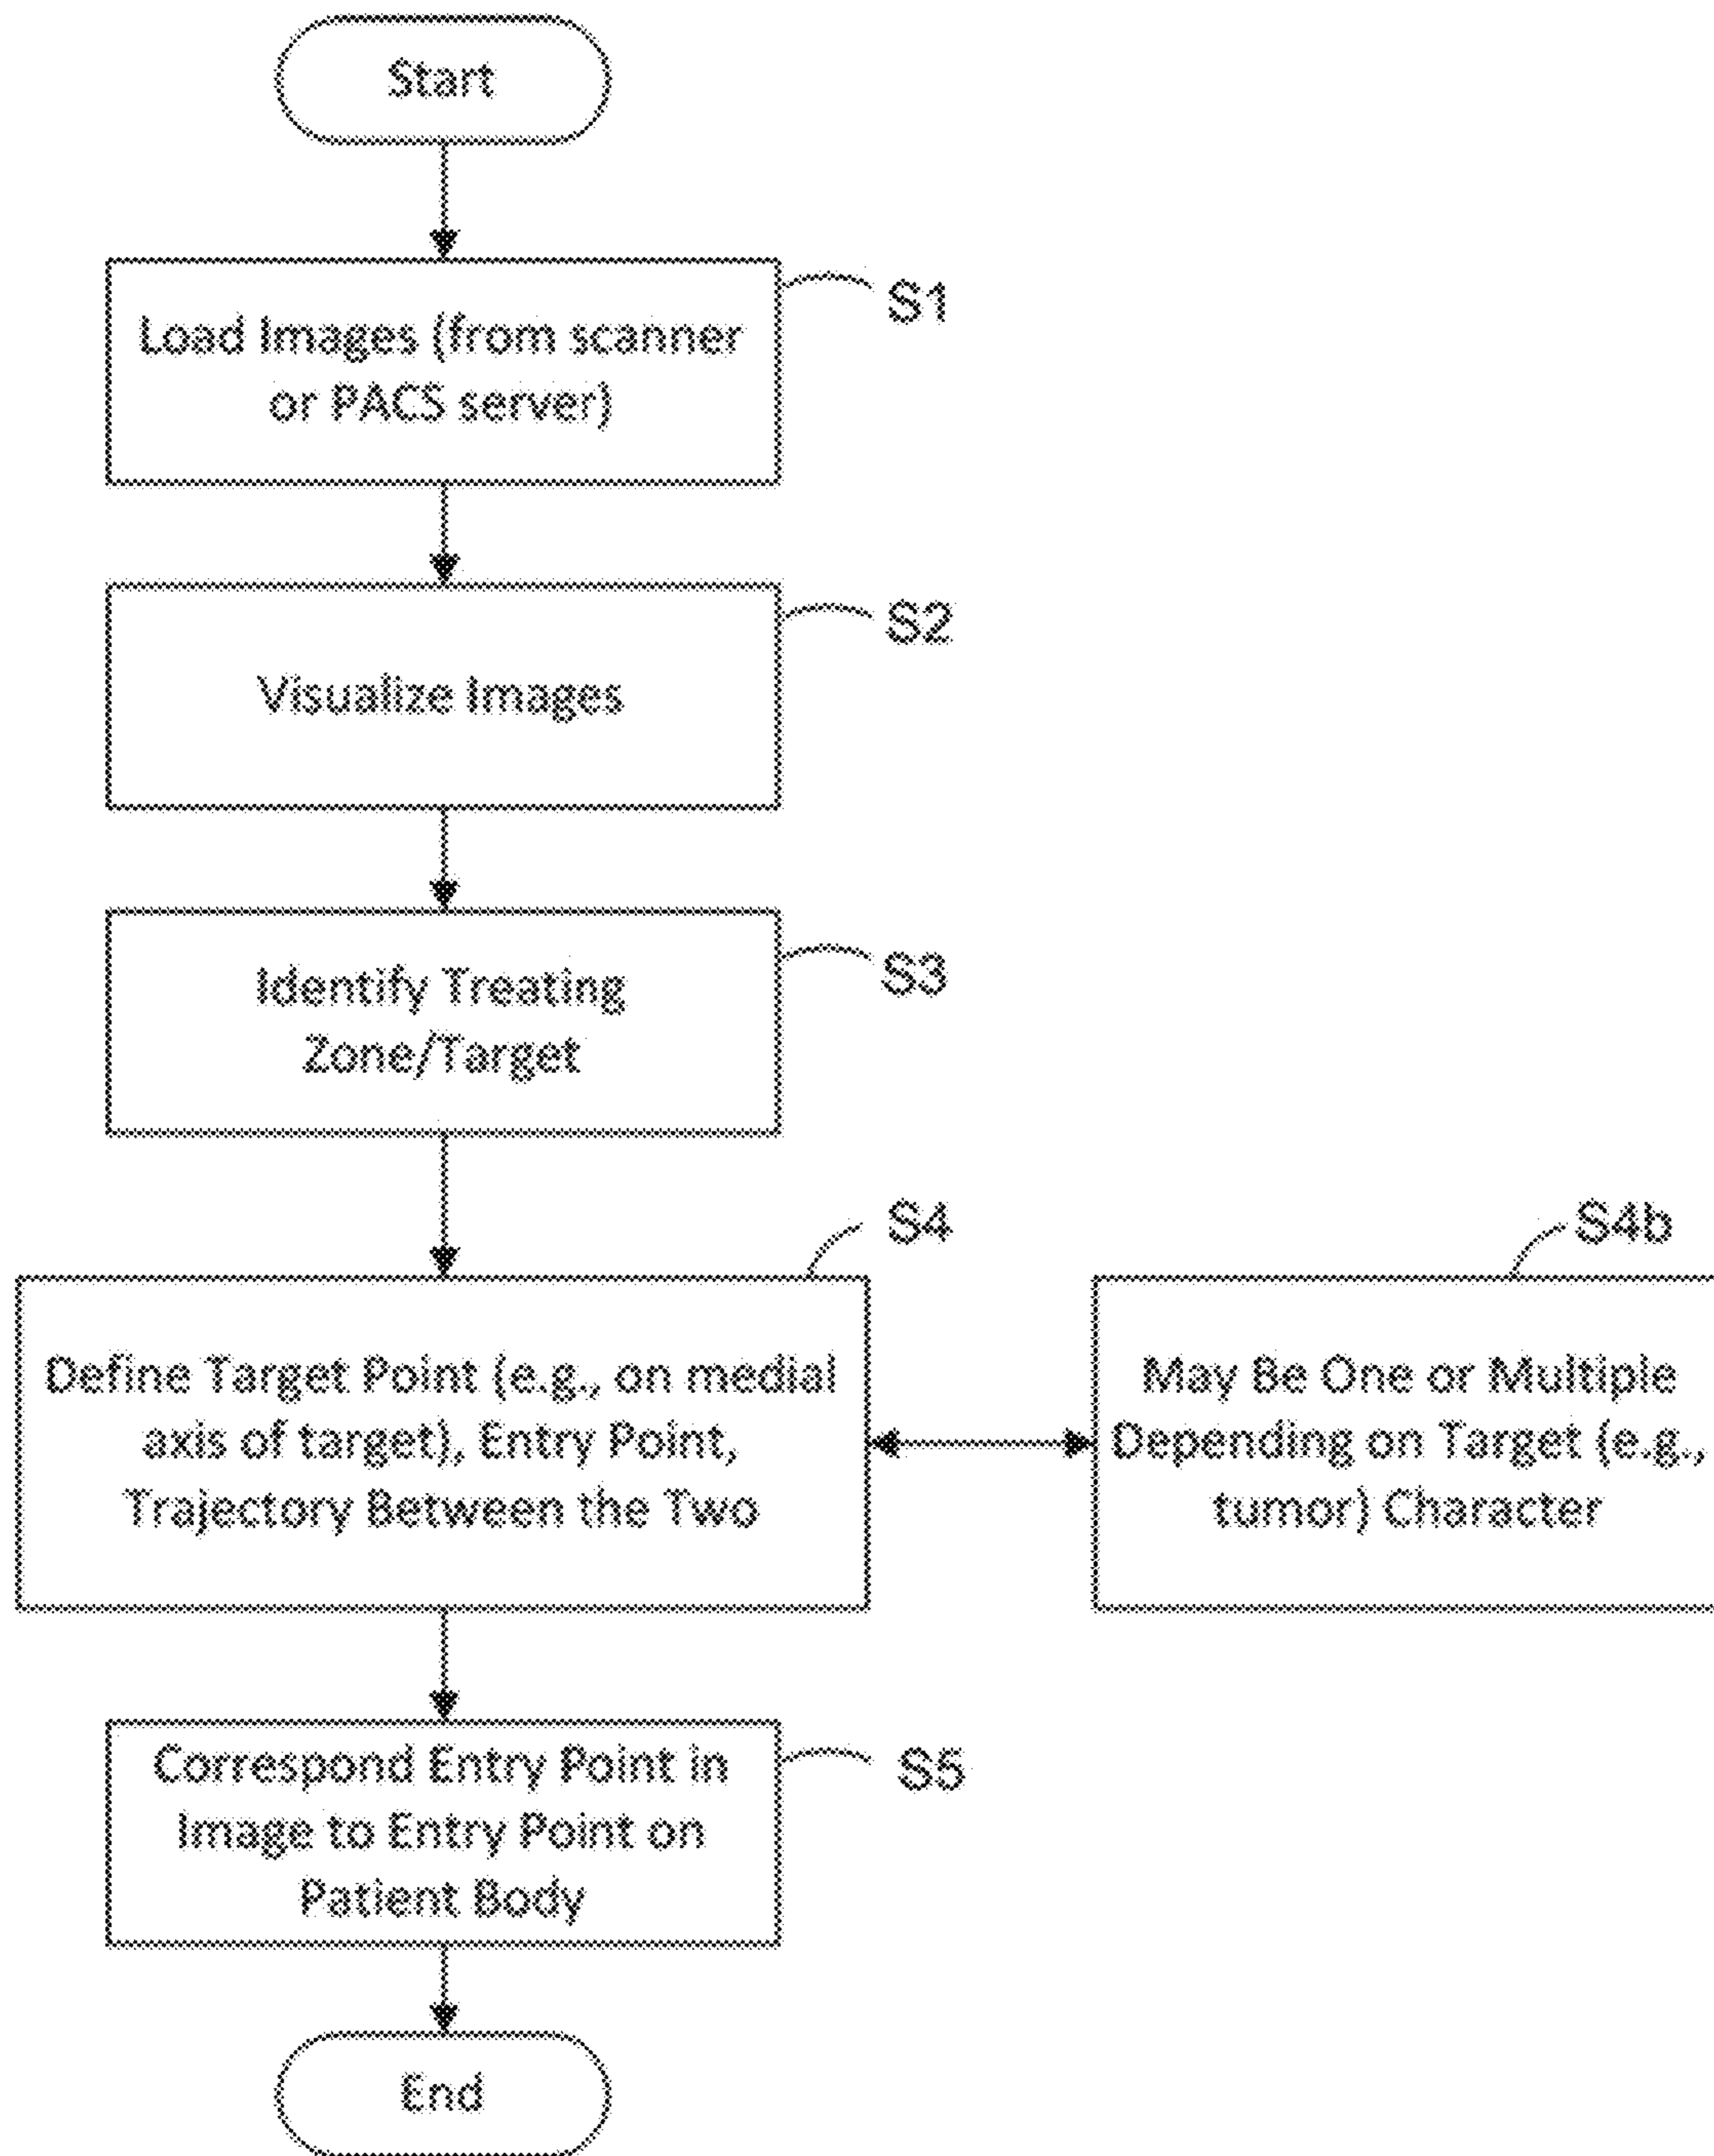 Start
S1
Load Images (from scanner
or PACS server)
S2
Visualize Images
S3
Identify Treating
Zone/Target
S4
Define Target Point (e.g., on medial
axis of target), Entry Point,
Trajectory Between the Two
S4b
May Be One or Multiple
Depending on Target (e.g.,
tumor) Character
S5
Correspond Entry Point in
Image to Entry Point on
Patient Body
End